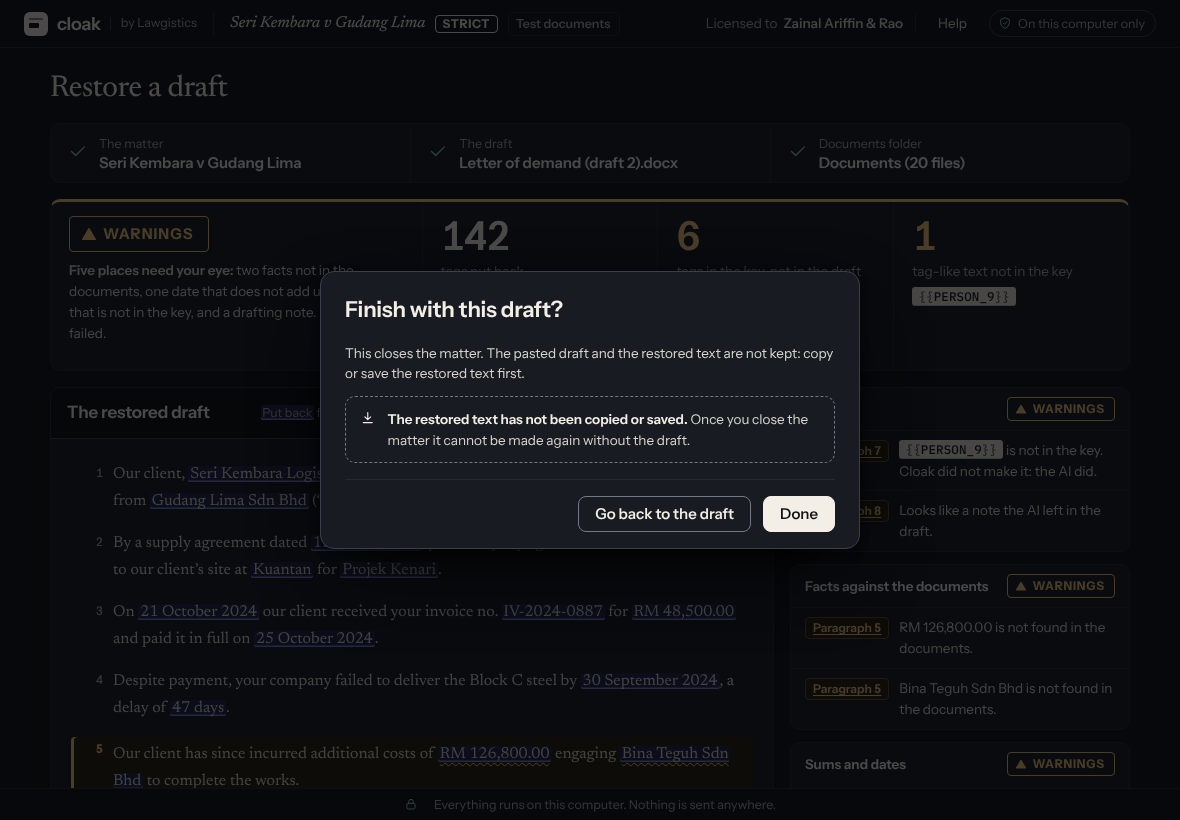 cloak
by Lawgistics
Seri Kembara v Gudang Lima
STRICT
Test documents
Licensed to Zainal Ariffin & Rao
Help
On this computer only
Restore a draft
The matter
Seri Kembara v Gudang Lima
The draft
Letter of demand (draft 2).docx
Documents folder
Documents (20 files)
WARNINGS
Five places need your eye: two facts not in the
documents, one date that does not add
that is not in the key, and a drafting note.
failed.
142
tags put back
6
tags in the key, not in the draft
1
tag-like text not in the key
{{PERSON_9}}
Finish with this draft?
This closes the matter. The pasted draft and the restored text are not kept: copy
or save the restored text first.
The restored text has not been copied or saved. Once you close the
matter it cannot be made again without the draft.
Go back to the draft
Done
The restored draft
Put back
1 Our client, Seri Kembara
from Gudang Lima Sdn Bhd
2 By a supply agreement dated
to our client's site at Kuantan for Projek Kenari.
3 On 21 October 2024 our client received your invoice no. IV-2024-0887 for RM 48,500.00
and paid it in full on 25 October 2024.
4 Despite payment, your company failed to deliver the Block C steel by 30 September 2024, a
delay of 47 days.
5 Our client has since incurred additional costs of RM 126,800.00 engaging Bina Teguh Sdn
Bhd to complete the works.
WARNINGS
7
{{PERSON_9}} is not in the key.
Cloak did not make it: the AI did.
8
Looks like a note the AI left in the
draft.
Facts against the documents
WARNINGS
Paragraph 5
RM 126,800.00 is not found in the
documents.
Paragraph 5
Bina Teguh Sdn Bhd is not found in
the documents.
Sums and dates
WARNINGS
Everything runs on this computer. Nothing is sent anywhere.